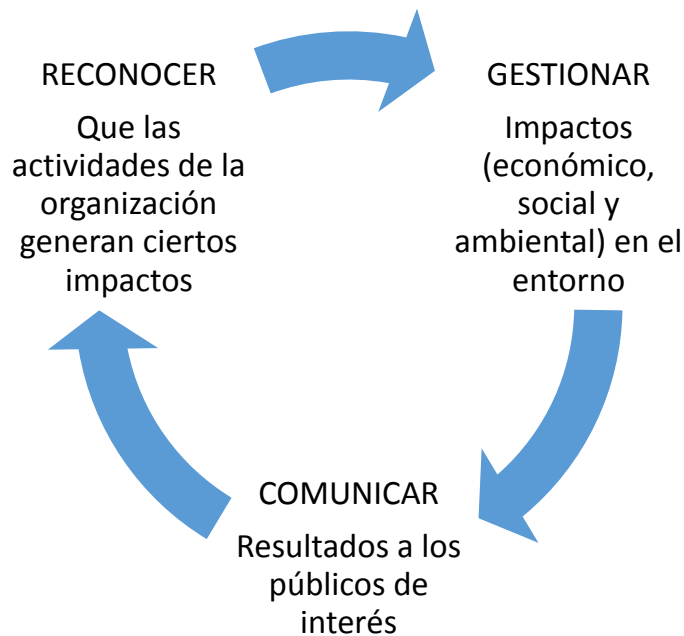 RECONOCER
Que las
actividades de la
organización
generan ciertos
impactos
GESTIONAR
Impactos
(económico,
social y
ambiental) en el
entorno
COMUNICAR
Resultados a los
públicos de
interés